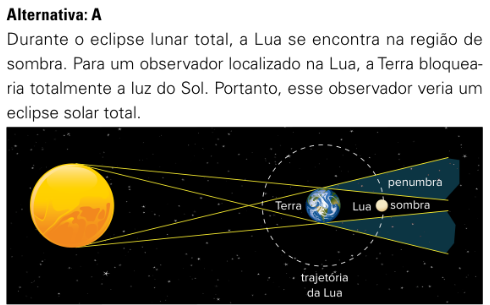 Alternativa: A
Durante o eclipse lunar total, a Lua se encontra na região de
sombra. Para um observador localizado na Lua, a Terra bloquea-
ria totalmente a luz do Sol. Portanto, esse observador veria um
eclipse solar total.
penumbra
Terra
Lua
sombra
trajetória
da Lua